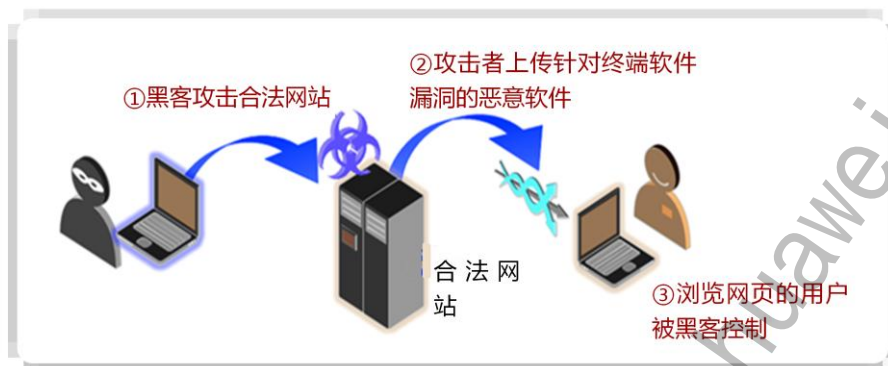 ①黑客攻击合法网站
②攻击者上传针对终端软件
漏洞的恶意软件
合法网
站
③浏览网页的用户
被黑客控制
huawei